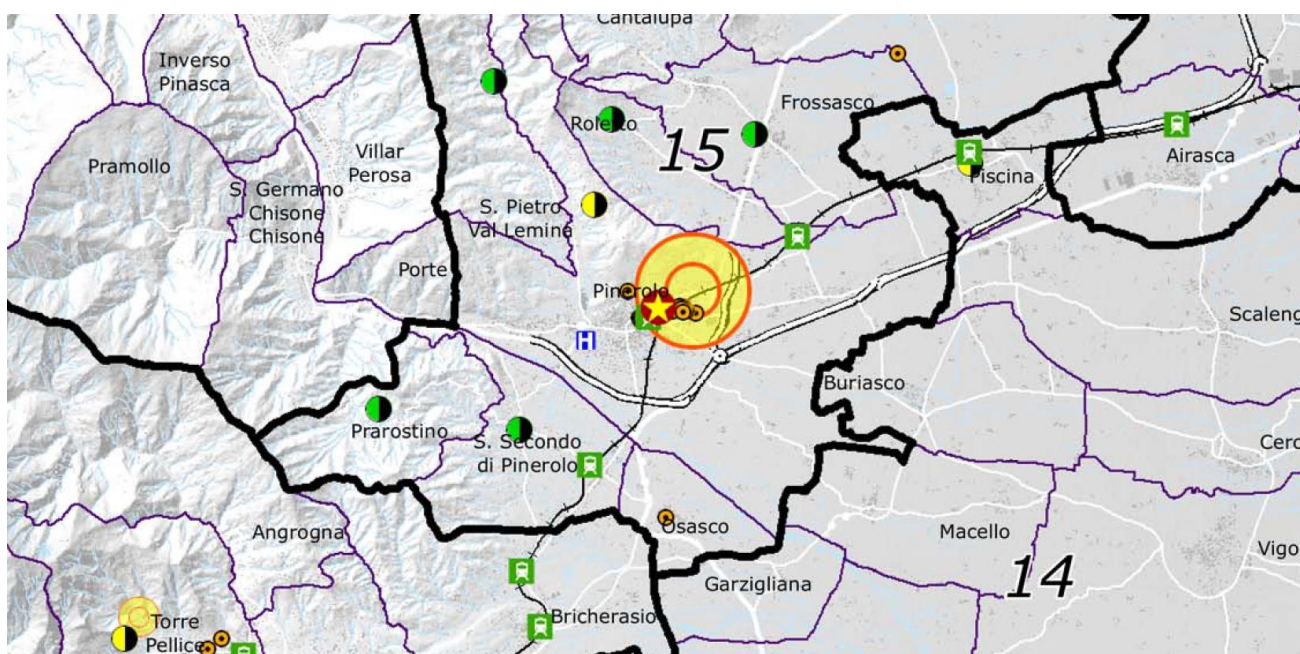 Cantalupa
Inverso
Pinasca
Frossasco
Roletto
15
Pramollo
Villar
Perosa
Airasca
Piscina
S. Germano
Chisone
Chisone
S. Pietro
Val Lemina
Porte
Pinerolo
H
Scaleng
Buriasco
Prarostino
S. Secondo
di Pinerolo
Cerc
Osasco
Angrogna
Macello
Vigo
14
Garzigliana
Bricherasio
Torre
Pellice